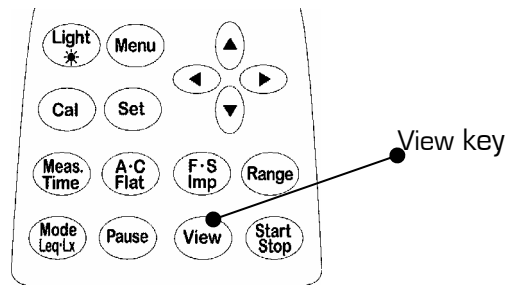 Light Menu
Cal Set
Meas. Time A·C Flat F·S Imp Range
Mode Leq·Lx Pause View Start Stop
View key